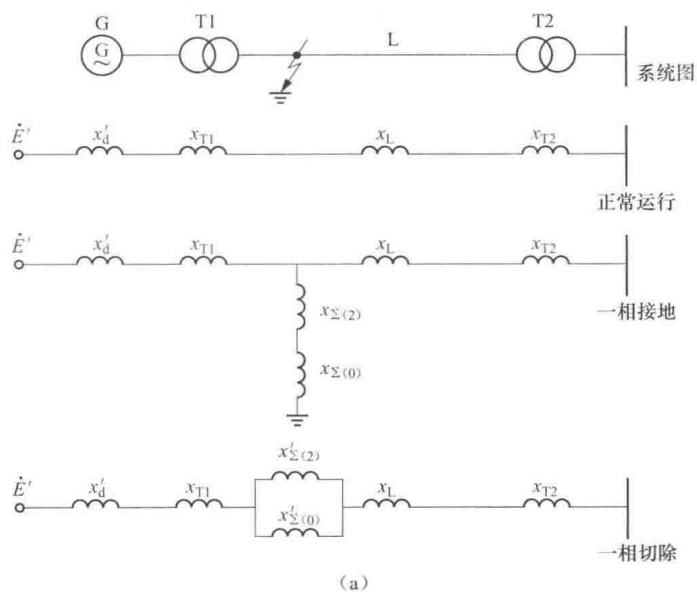 G T1 L T2
G
~
系统图
Ė′ x′d xT1 xL xT2
正常运行
Ė′ x′d xT1 xL xT2
一相接地
xΣ(2)
xΣ(0)
x′Σ(2)
Ė′ x′d xT1 xL xT2
x′Σ(0)
一相切除
（a）